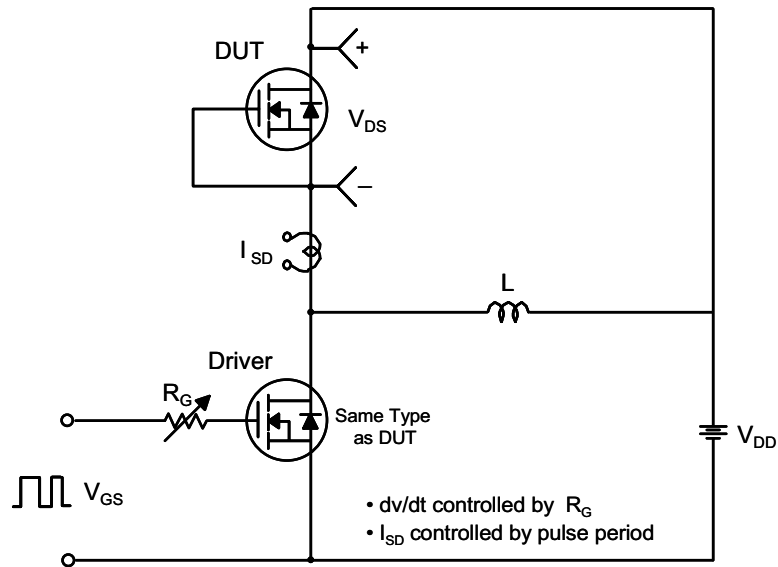 DUT
+
V_DS
–
I_SD
L
Driver
R_G
Same Type
as DUT
V_DD
V_GS
• dv/dt controlled by R_G
• I_SD controlled by pulse period